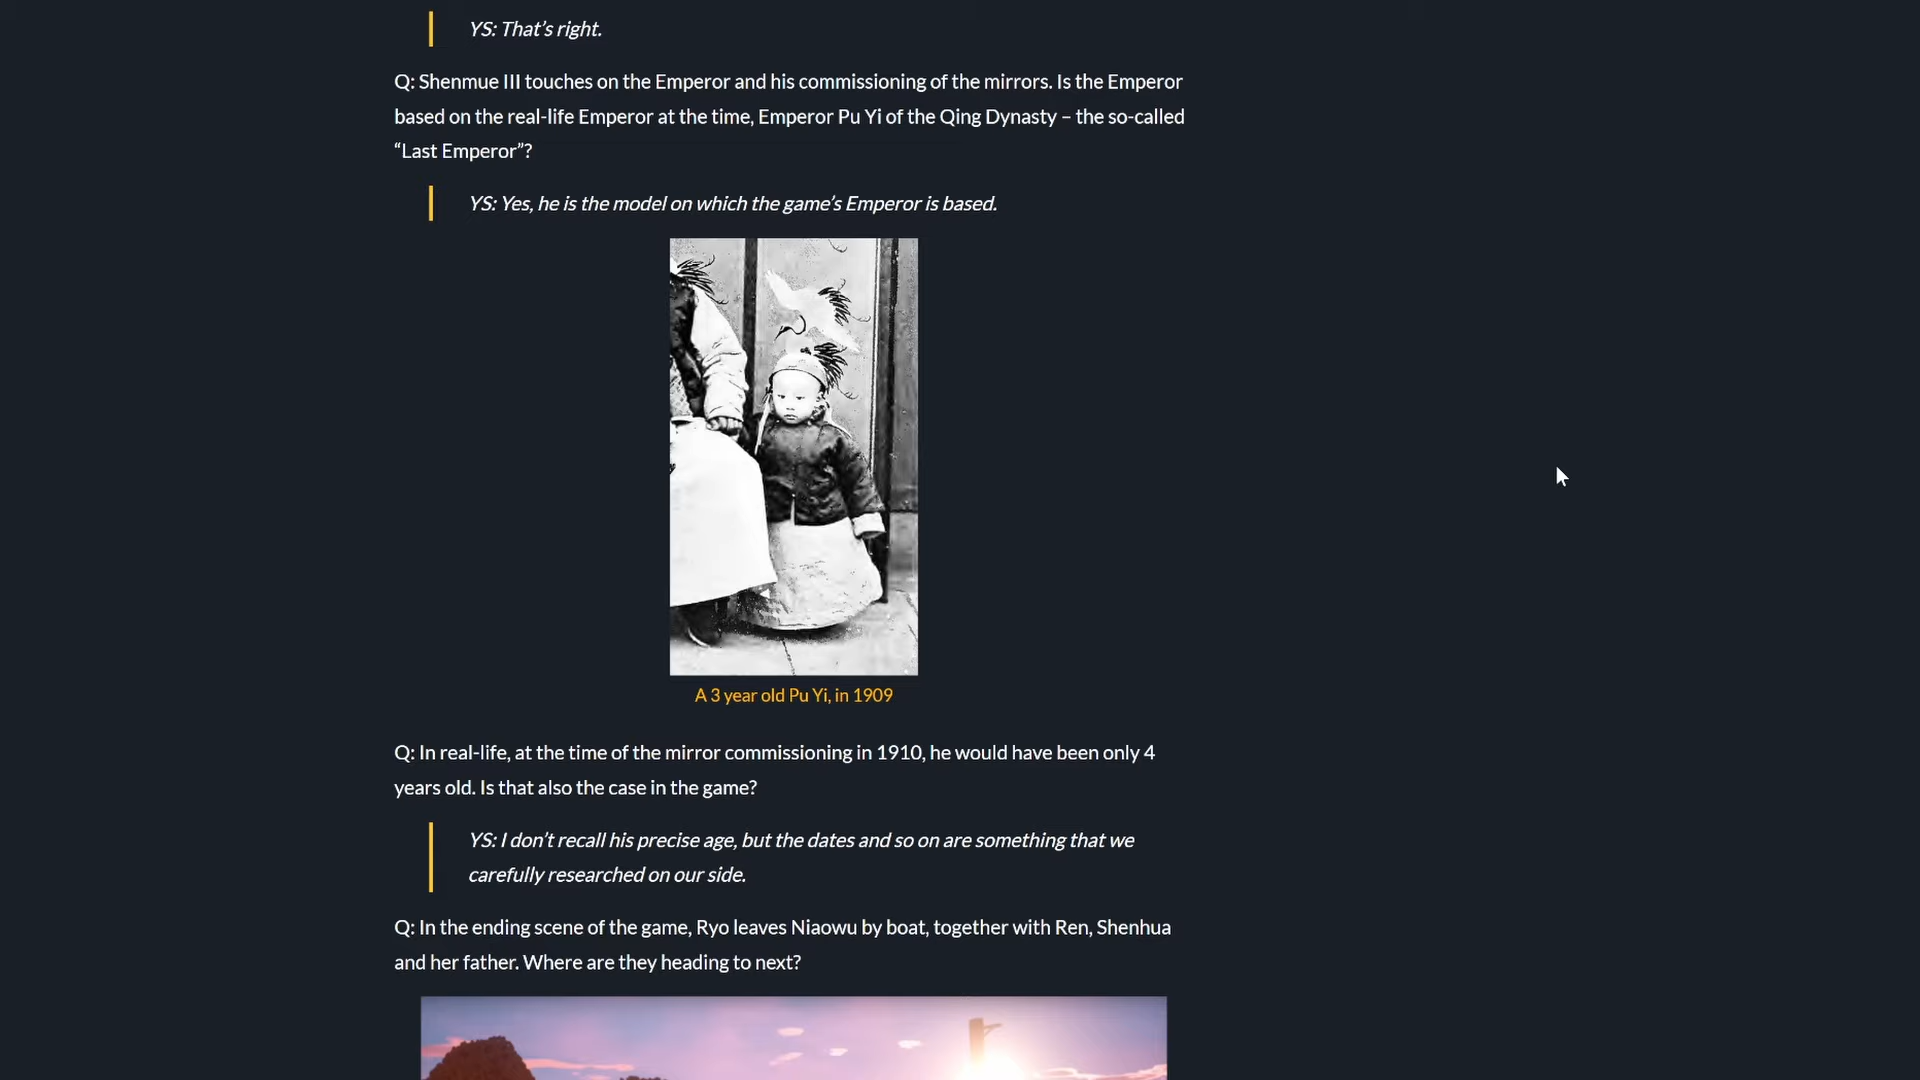 YS: That’s right.
Q: Shenmue III touches on the Emperor and his commissioning of the mirrors. Is the Emperor
based on the real-life Emperor at the time, Emperor Pu Yi of the Qing Dynasty – the so-called
“Last Emperor”?
YS: Yes, he is the model on which the game’s Emperor is based.
A 3 year old Pu Yi, in 1909
Q: In real-life, at the time of the mirror commissioning in 1910, he would have been only 4
years old. Is that also the case in the game?
YS: I don’t recall his precise age, but the dates and so on are something that we
carefully researched on our side.
Q: In the ending scene of the game, Ryo leaves Niaowu by boat, together with Ren, Shenhua
and her father. Where are they heading to next?